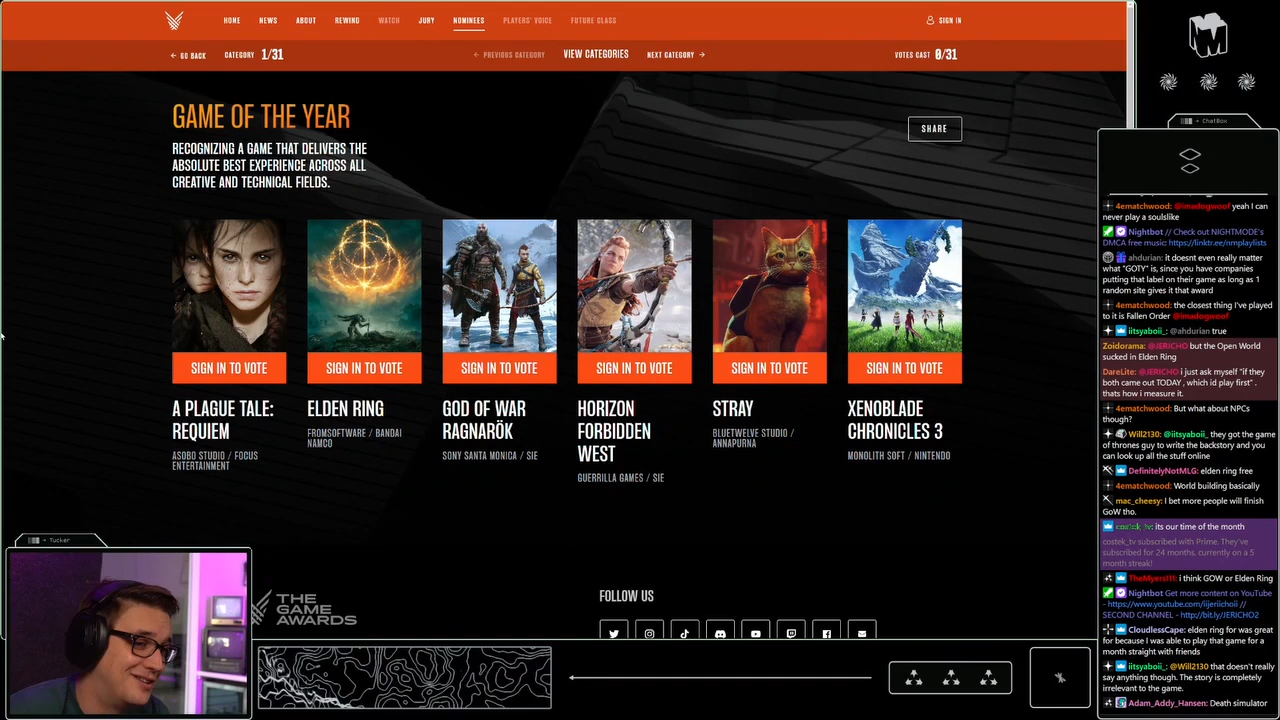 HOME
NEWS
ABOUT
REWIND
WATCH
JURY
NOMINEES
PLAYERS' VOICE
FUTURE CLASS
SIGN IN
← GO BACK
CATEGORY 1/31
← PREVIOUS CATEGORY
VIEW CATEGORIES
NEXT CATEGORY →
VOTES CAST 0/31
GAME OF THE YEAR
RECOGNIZING A GAME THAT DELIVERS THE
ABSOLUTE BEST EXPERIENCE ACROSS ALL
CREATIVE AND TECHNICAL FIELDS.
SHARE
SIGN IN TO VOTE
SIGN IN TO VOTE
SIGN IN TO VOTE
SIGN IN TO VOTE
SIGN IN TO VOTE
SIGN IN TO VOTE
A PLAGUE TALE:
REQUIEM
ASOBO STUDIO / FOCUS
ENTERTAINMENT
ELDEN RING
FROMSOFTWARE / BANDAI
NAMCO
GOD OF WAR
RAGNARÖK
SONY SANTA MONICA / SIE
HORIZON
FORBIDDEN
WEST
GUERRILLA GAMES / SIE
STRAY
BLUETWELVE STUDIO /
ANNAPURNA
XENOBLADE
CHRONICLES 3
MONOLITH SOFT / NINTENDO
THE
GAME
AWARDS
FOLLOW US
→ Tucker
→ ChatBox
4ematchwood: @imadogwoof yeah I can
never play a soulslike
Nightbot // Check out NIGHTMODE's
DMCA free music: https://linktr.ee/nmplaylists
ahdurian: it doesnt even really matter
what "GOTY" is, since you have companies
putting that label on their game as long as 1
random site gives it that award
4ematchwood: the closest thing I've played
to it is Fallen Order @imadogwoof
iitsyaboii_: @ahdurian true
Zoidorama: @JERICHO but the Open World
sucked in Elden Ring
DareLite: @JERICHO i just ask myself "if they
both came out TODAY , which id play first" .
thats how i measure it.
4ematchwood: But what about NPCs
though?
Will2130: @iitsyaboii_ they got the game
of thrones guy to write the backstory and you
can look up all the stuff online
DefinitelyNotMLG: elden ring free
4ematchwood: World building basically
mac_cheesy: I bet more people will finish
GoW tho.
costek_tv: its our time of the month
costek_tv subscribed with Prime. They've
subscribed for 24 months, currently on a 5
month streak!
TheMyers111: i think GOW or Elden Ring
Nightbot Get more content on YouTube
- https://www.youtube.com/iijeriichoii //
SECOND CHANNEL - http://bit.ly/JERICHO2
CloudlessCape: elden ring for was great
for because I was able to play that game for a
month straight with friends
iitsyaboii_: @Will2130 that doesn't really
say anything though. The story is completely
irrelevant to the game.
Adam_Addy_Hansen: Death simulator